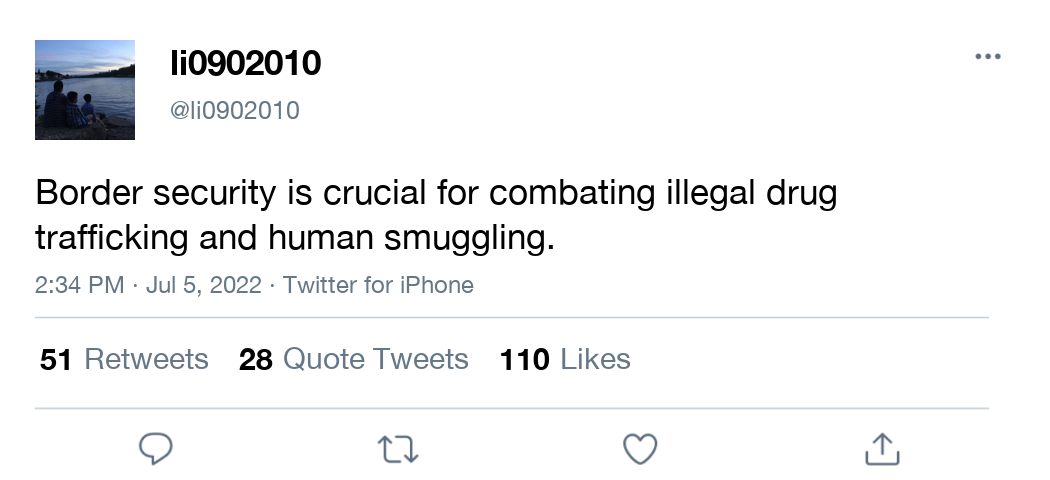 li0902010
@li0902010
Border security is crucial for combating illegal drug
trafficking and human smuggling.
2:34 PM · Jul 5, 2022 · Twitter for iPhone
51 Retweets 28 Quote Tweets 110 Likes